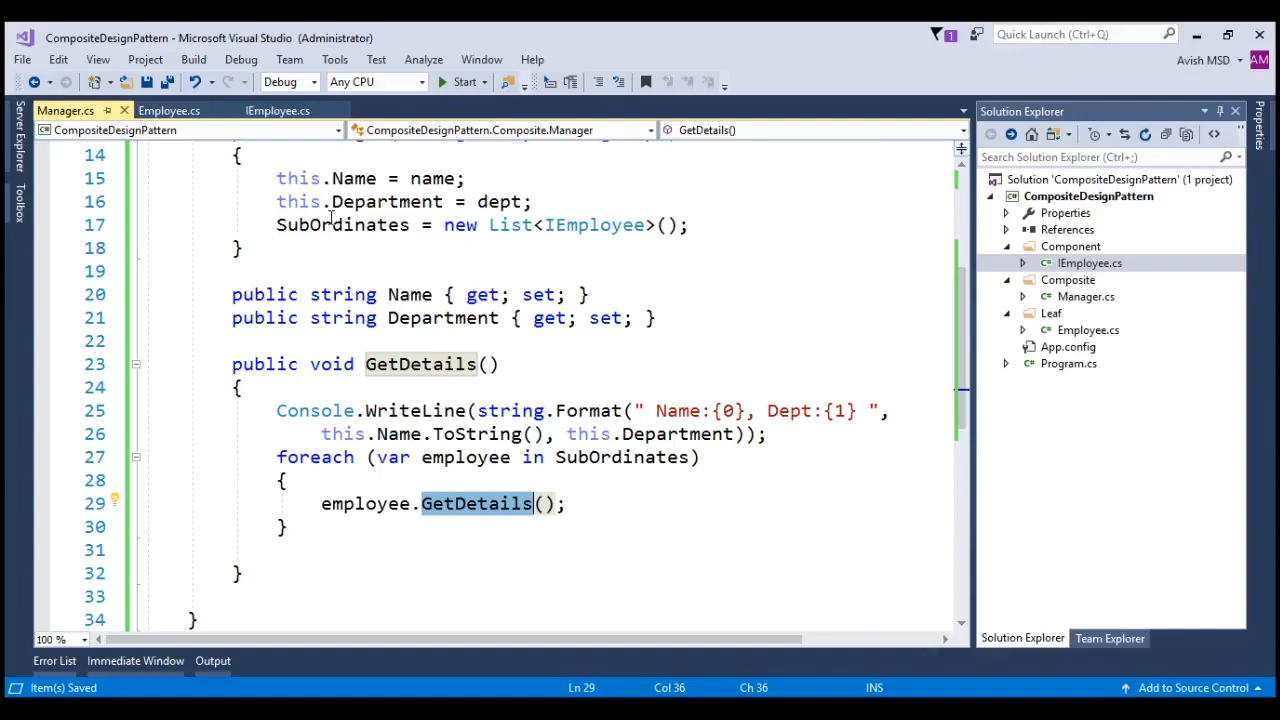 CompositeDesignPattern - Microsoft Visual Studio (Administrator)
1
Quick Launch (Ctrl+Q)
File Edit View Project Build Debug Team Tools Test Analyze Window Help
Avish MSD AM
Debug Any CPU Start
Server Explorer
Toolbox
Manager.cs Employee.cs IEmployee.cs
CompositeDesignPattern CompositeDesignPattern.Composite.Manager GetDetails()
14 {
15 this.Name = name;
16 this.Department = dept;
17 SubOrdinates = new List<IEmployee>();
18 }
19
20 public string Name { get; set; }
21 public string Department { get; set; }
22
23 public void GetDetails()
24 {
25 Console.WriteLine(string.Format(" Name:{0}, Dept:{1} ",
26 this.Name.ToString(), this.Department));
27 foreach (var employee in SubOrdinates)
28 {
29 employee.GetDetails();
30 }
31
32 }
33
34 }
100 %
Solution Explorer
Search Solution Explorer (Ctrl+;)
Solution 'CompositeDesignPattern' (1 project)
CompositeDesignPattern
Properties
References
Component
IEmployee.cs
Composite
Manager.cs
Leaf
Employee.cs
App.config
Program.cs
Solution Explorer Team Explorer
Properties
Error List Immediate Window Output
Item(s) Saved Ln 29 Col 36 Ch 36 INS Add to Source Control